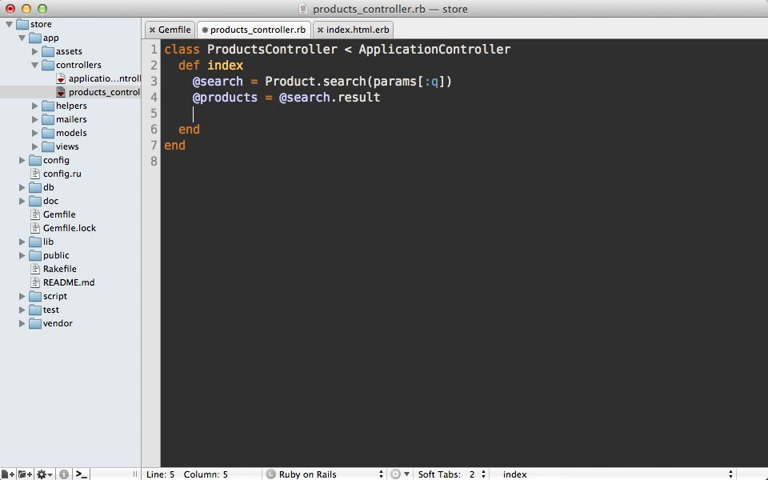 products_controller.rb — store
store
app
assets
controllers
applicatio...ntroll
products_control
helpers
mailers
models
views
config
config.ru
db
doc
Gemfile
Gemfile.lock
lib
public
Rakefile
README.md
script
test
vendor
Gemfile products_controller.rb index.html.erb
1 class ProductsController < ApplicationController
2 def index
3 @search = Product.search(params[:q])
4 @products = @search.result
5
6 end
7 end
8
Line: 5 Column: 5 Ruby on Rails Soft Tabs: 2 index